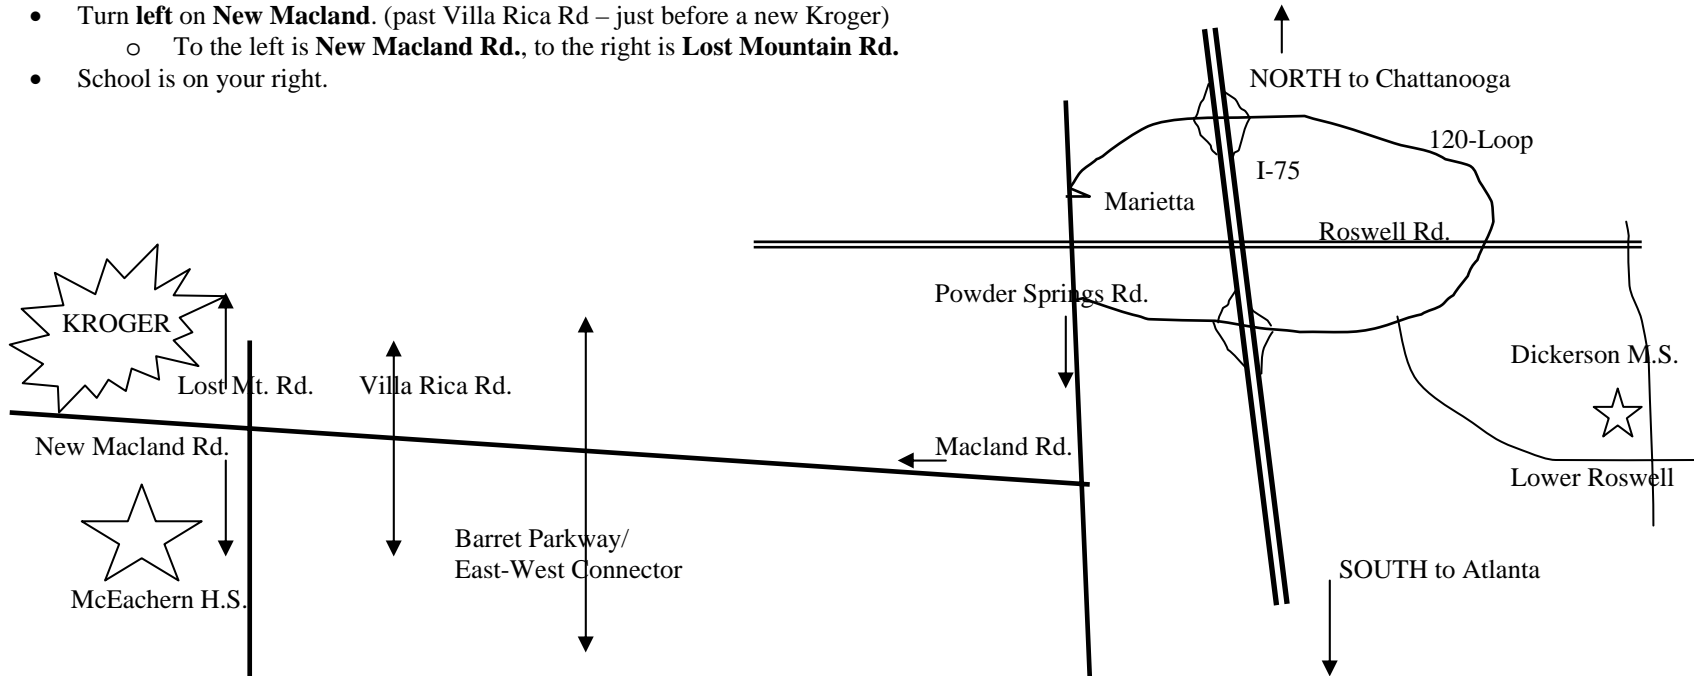 • Turn left on New Macland. (past Villa Rica Rd – just before a new Kroger)
o To the left is New Macland Rd., to the right is Lost Mountain Rd.
• School is on your right.
NORTH to Chattanooga
120-Loop
I-75
Marietta
Roswell Rd.
Powder Springs Rd.
KROGER
Dickerson M.S.
Lost Mt. Rd.
Villa Rica Rd.
New Macland Rd.
Macland Rd.
Lower Roswell
Barret Parkway/
East-West Connector
SOUTH to Atlanta
McEachern H.S.